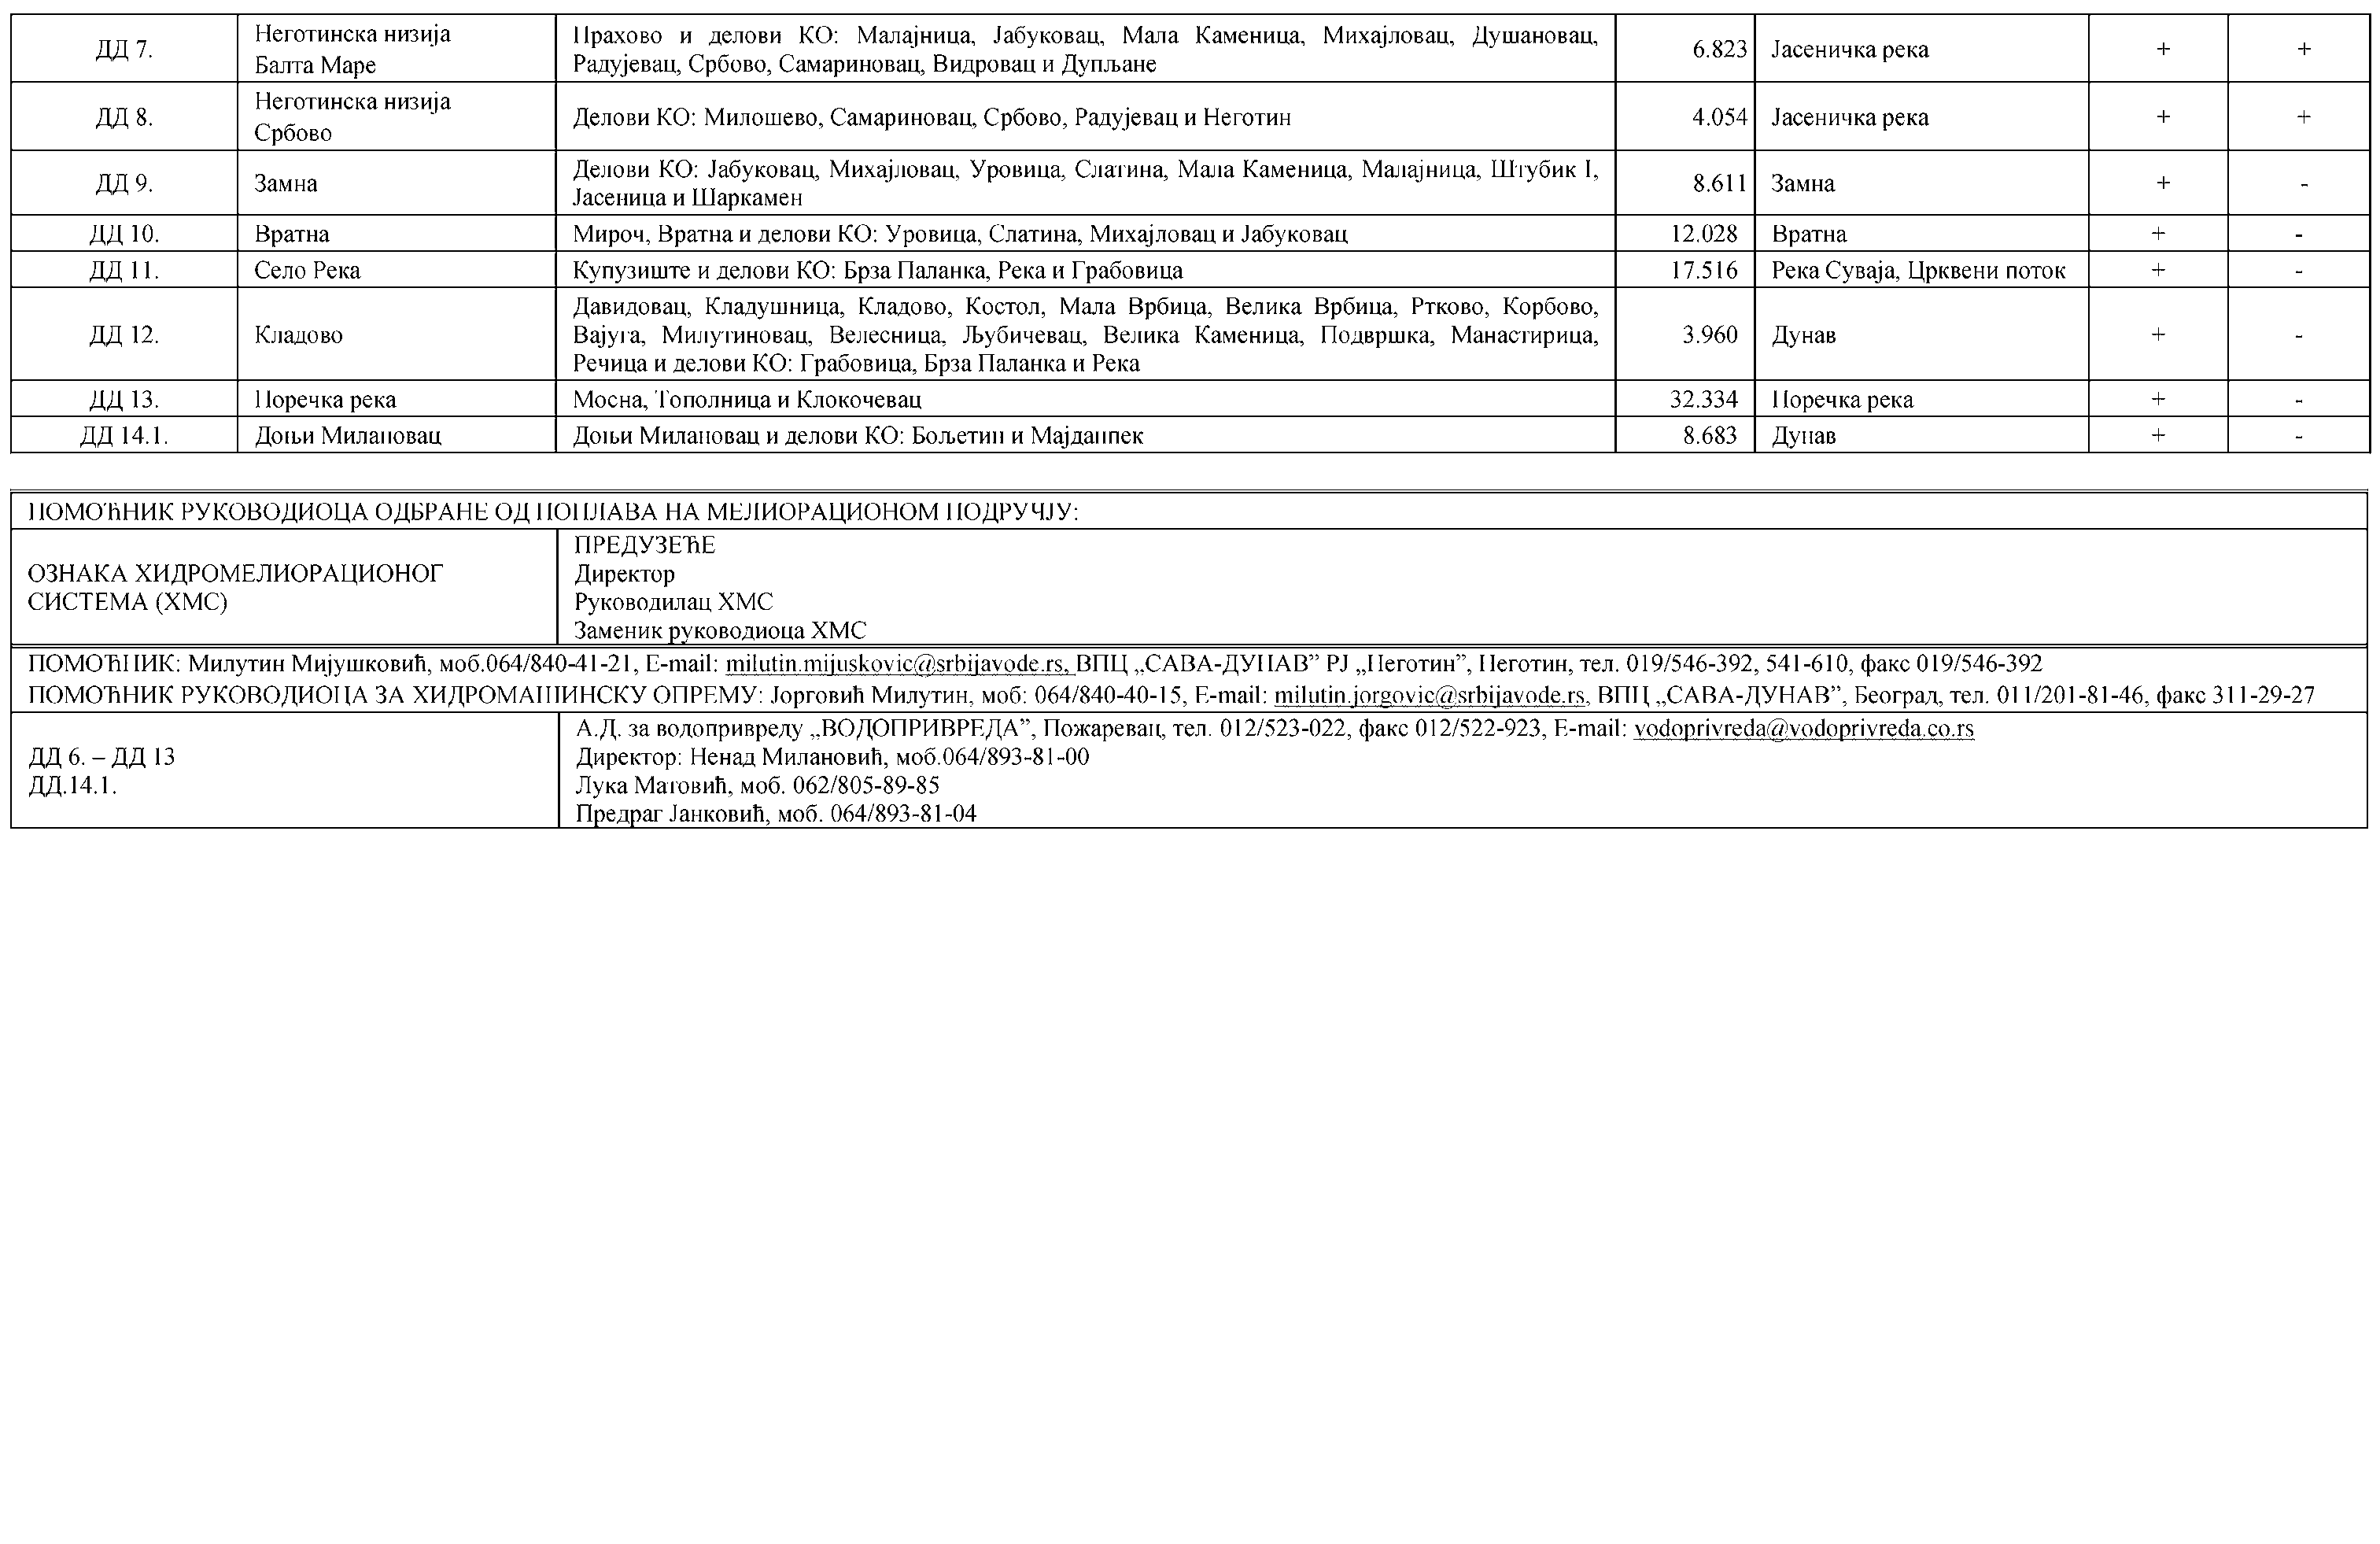 ДД 7. Неготинска низија Балта Маре Прахово и делови КО: Малајница, Јабуковац, Мала Каменица, Михајловац, Душановац, Радујевац, Србово, Самариновац, Видровац и Дупљане 6.823 Јасеничка река + +
ДД 8. Неготинска низија Србово Делови КО: Милошево, Самариновац, Србово, Радујевац и Неготин 4.054 Јасеничка река + +
ДД 9. Замна Делови КО: Јабуковац, Михајловац, Уровица, Слатина, Мала Каменица, Малајница, Штубик I, Јасеница и Шаркамен 8.611 Замна + -
ДД 10. Вратна Мироч, Вратна и делови КО: Уровица, Слатина, Михајловац и Јабуковац 12.028 Вратна + -
ДД 11. Село Река Купузиште и делови КО: Брза Паланка, Река и Грабовица 17.516 Река Суваја, Црквени поток + -
ДД 12. Кладово Давидовац, Кладушница, Кладово, Костол, Мала Врбица, Велика Врбица, Ртково, Корбово, Вајуга, Милутиновац, Велесница, Љубичевац, Велика Каменица, Подвршка, Манастирица, Речица и делови КО: Грабовица, Брза Паланка и Река 3.960 Дунав + -
ДД 13. Поречка река Мосна, Тополница и Клокочевац 32.334 Поречка река + -
ДД 14.1. Доњи Милановац Доњи Милановац и делови КО: Бољетин и Мајданпек 8.683 Дунав + -
ПОМОЋНИК РУКОВОДИОЦА ОДБРАНЕ ОД ПОПЛАВА НА МЕЛИОРАЦИОНОМ ПОДРУЧЈУ:
ОЗНАКА ХИДРОМЕЛИОРАЦИОНОГ
СИСТЕМА (ХМС)
ПРЕДУЗЕЋЕ
Директор
Руководилац ХМС
Заменик руководиоца ХМС
ПОМОЋНИК: Милутин Мијушковић, моб.064/840-41-21, E-mail: milutin.mijuskovic@srbijavode.rs, ВПЦ „САВА-ДУНАВ” РЈ „Неготин”, Неготин, тел. 019/546-392, 541-610, факс 019/546-392
ПОМОЋНИК РУКОВОДИОЦА ЗА ХИДРОМАШИНСКУ ОПРЕМУ: Јорговић Милутин, моб: 064/840-40-15, E-mail: milutin.jorgovic@srbijavode.rs, ВПЦ „САВА-ДУНАВ”, Београд, тел. 011/201-81-46, факс 311-29-27
ДД 6. – ДД 13
ДД.14.1.
А.Д. за водопривреду „ВОДОПРИВРЕДА”, Пожаревац, тел. 012/523-022, факс 012/522-923, E-mail: vodoprivreda@vodoprivreda.co.rs
Директор: Ненад Милановић, моб.064/893-81-00
Лука Матовић, моб. 062/805-89-85
Предраг Јанковић, моб. 064/893-81-04